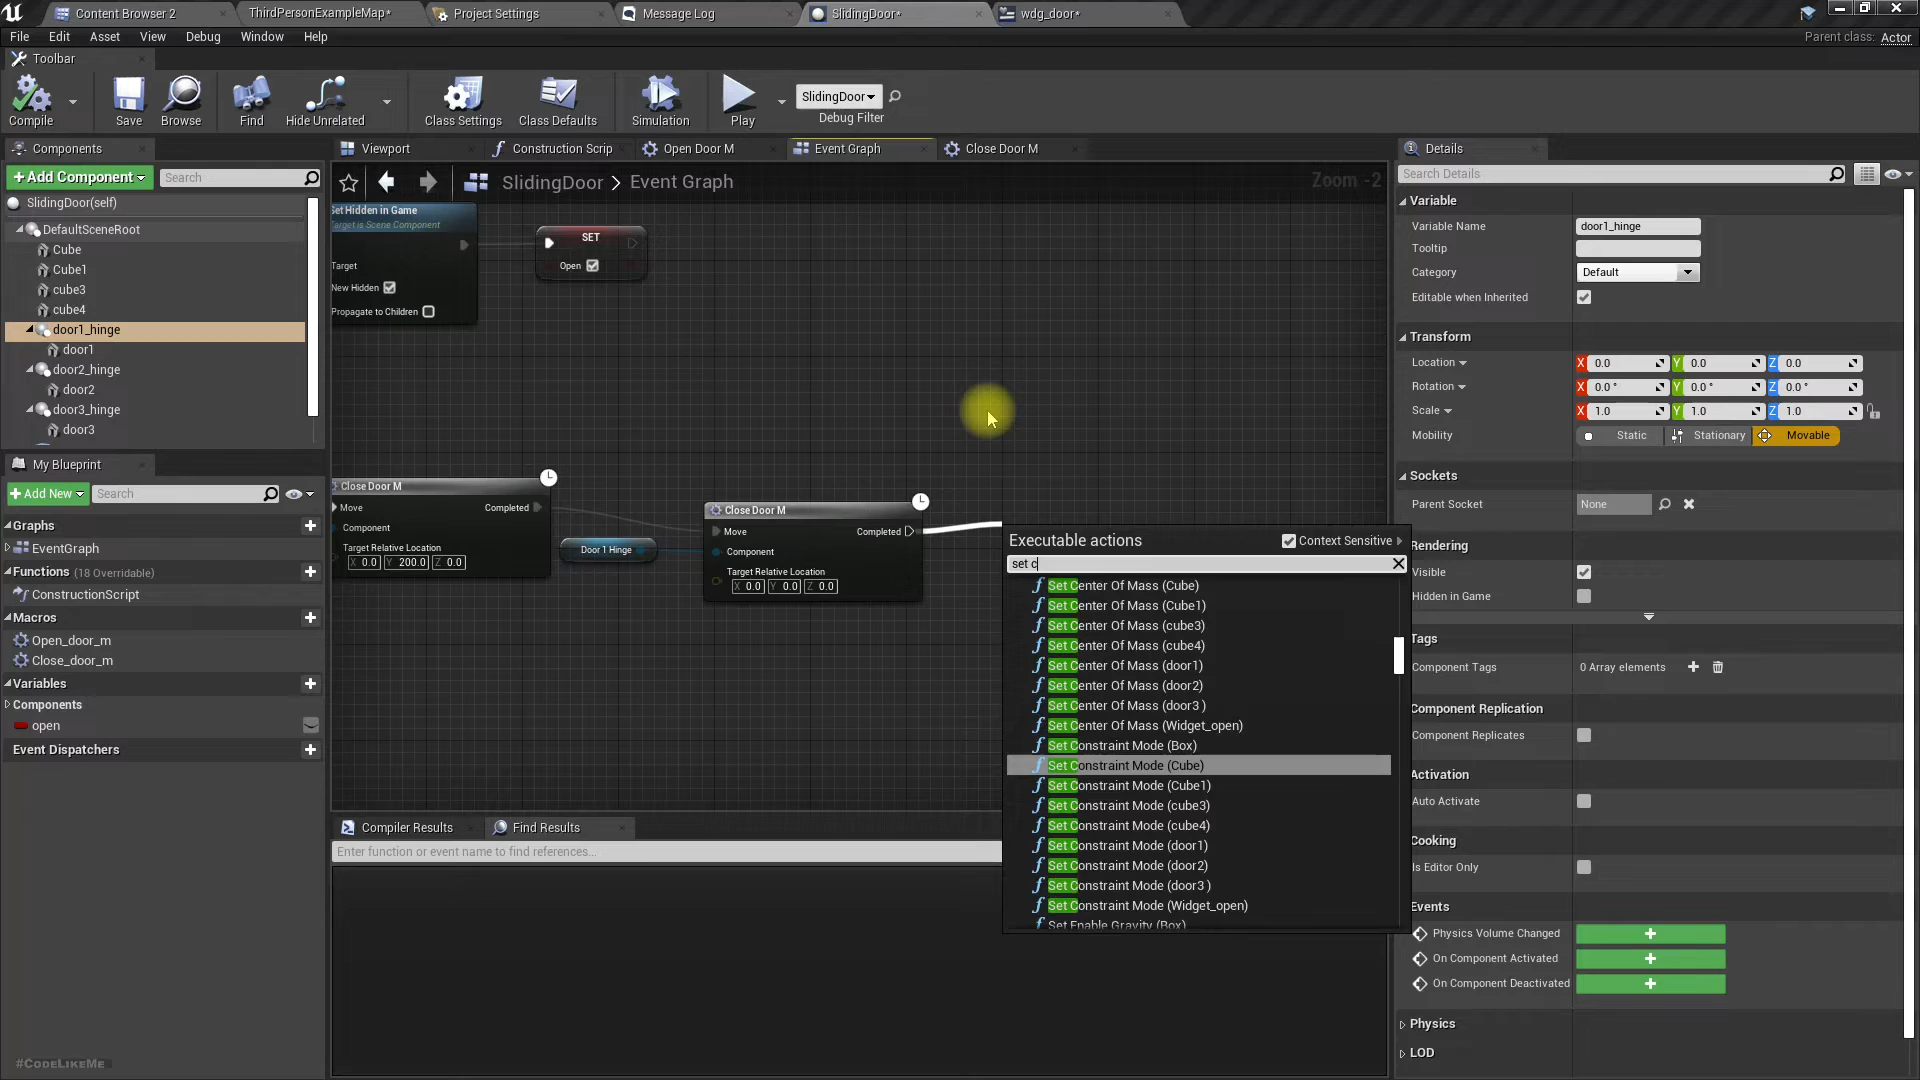 Content Browser 2
ThirdPersonExampleMap*
Project Settings
Message Log
SlidingDoor*
wdg_door*
File
Edit
Asset
View
Debug
Window
Help
Parent class: Actor
Toolbar
Compile
Save
Browse
Find
Hide Unrelated
Class Settings
Class Defaults
Simulation
Play
SlidingDoor
Debug Filter
Components
+Add Component
Search
SlidingDoor(self)
DefaultSceneRoot
Cube
Cube1
cube3
cube4
door1_hinge
door1
door2_hinge
door2
door3_hinge
door3
My Blueprint
+Add New
Search
Graphs
EventGraph
Functions (18 Overridable)
ConstructionScript
Macros
Open_door_m
Close_door_m
Variables
Components
open
Event Dispatchers
#CodeLikeMe
Viewport
Construction Scrip
Open Door M
Event Graph
Close Door M
SlidingDoor > Event Graph
Zoom -2
Set Hidden in Game
Target is Scene Component
Target
New Hidden
Propagate to Children
SET
Open
Close Door M
Move
Completed
Component
Target Relative Location
X 0.0 Y 200.0 Z 0.0
Door 1 Hinge
Close Door M
Move
Completed
Component
Target Relative Location
X 0.0 Y 0.0 Z 0.0
Executable actions
Context Sensitive
set c
Set Center Of Mass (Cube)
Set Center Of Mass (Cube1)
Set Center Of Mass (cube3)
Set Center Of Mass (cube4)
Set Center Of Mass (door1)
Set Center Of Mass (door2)
Set Center Of Mass (door3 )
Set Center Of Mass (Widget_open)
Set Constraint Mode (Box)
Set Constraint Mode (Cube)
Set Constraint Mode (Cube1)
Set Constraint Mode (cube3)
Set Constraint Mode (cube4)
Set Constraint Mode (door1)
Set Constraint Mode (door2)
Set Constraint Mode (door3 )
Set Constraint Mode (Widget_open)
Set Enable Gravity (Box)
Compiler Results
Find Results
Enter function or event name to find references...
Details
Search Details
Variable
Variable Name
door1_hinge
Tooltip
Category
Default
Editable when Inherited
Transform
Location
X 0.0 Y 0.0 Z 0.0
Rotation
X 0.0 ° Y 0.0 ° Z 0.0 °
Scale
X 1.0 Y 1.0 Z 1.0
Mobility
Static
Stationary
Movable
Sockets
Parent Socket
None
Rendering
Visible
Hidden in Game
Tags
Component Tags
0 Array elements
Component Replication
Component Replicates
Activation
Auto Activate
Cooking
Is Editor Only
Events
Physics Volume Changed
On Component Activated
On Component Deactivated
Physics
LOD